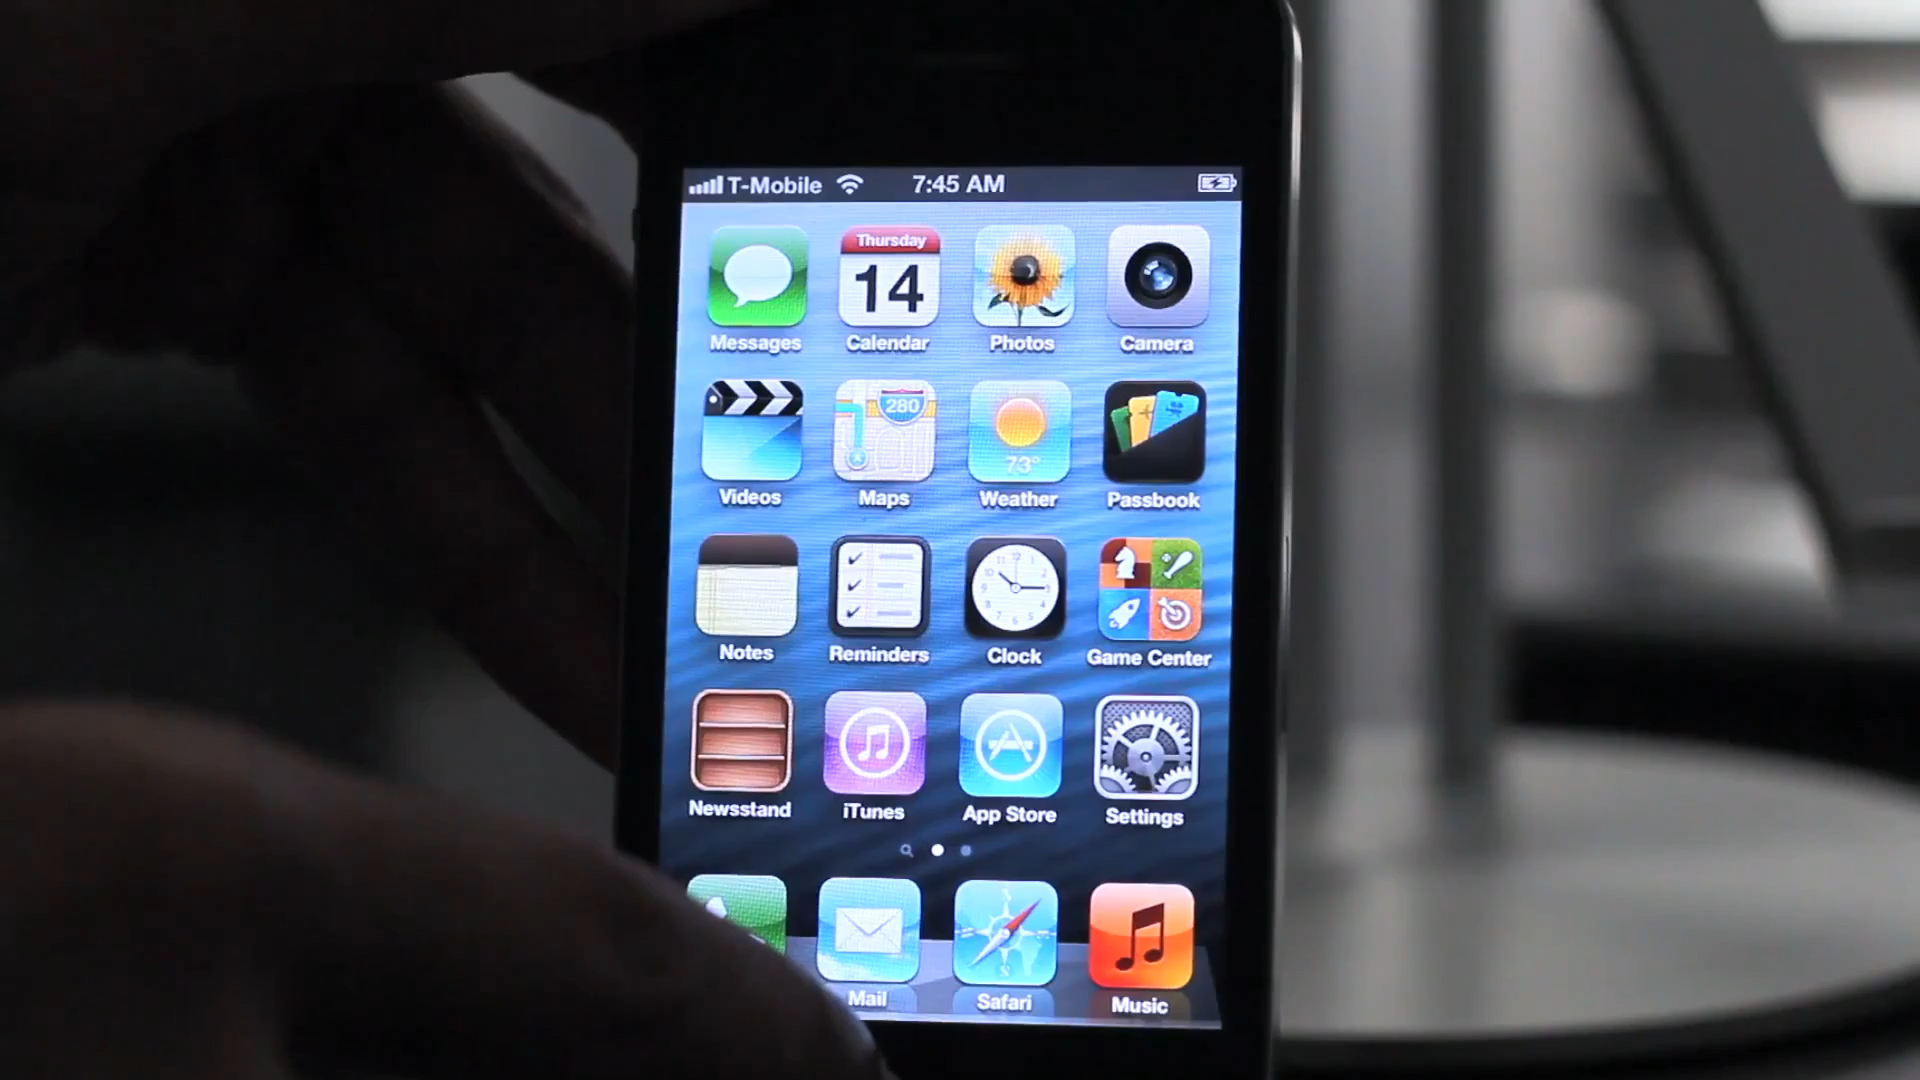 T-Mobile 7:45 AM
Thursday
14
Messages Calendar Photos Camera
280
73°
Videos Maps Weather Passbook
Notes Reminders Clock Game Center
Newsstand iTunes App Store Settings
Mail Safari Music